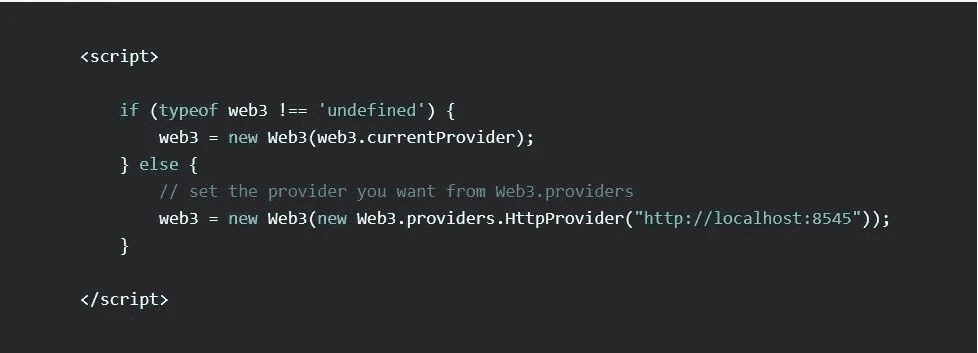 <script>
if (typeof web3 !== 'undefined') {
web3 = new Web3(web3.currentProvider);
} else {
// set the provider you want from Web3.providers
web3 = new Web3(new Web3.providers.HttpProvider("http://localhost:8545"));
}
</script>